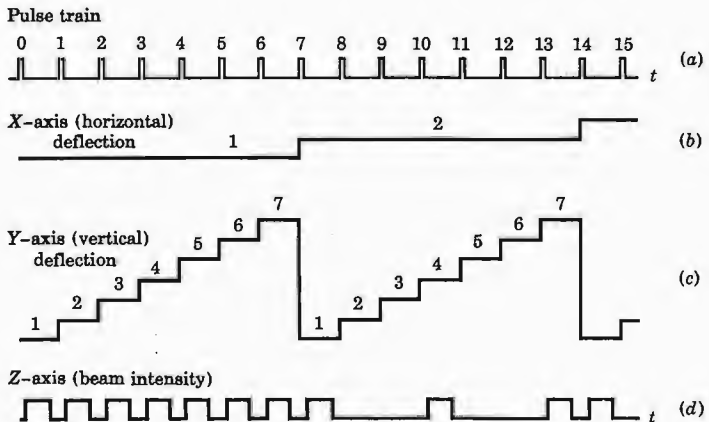 Pulse train
0 1 2 3 4 5 6 7 8 9 10 11 12 13 14 15
t (a)
X-axis (horizontal)
deflection
1 2
(b)
Y-axis (vertical)
deflection
1 2 3 4 5 6 7 1 2 3 4 5 6 7
(c)
Z-axis (beam intensity)
t (d)